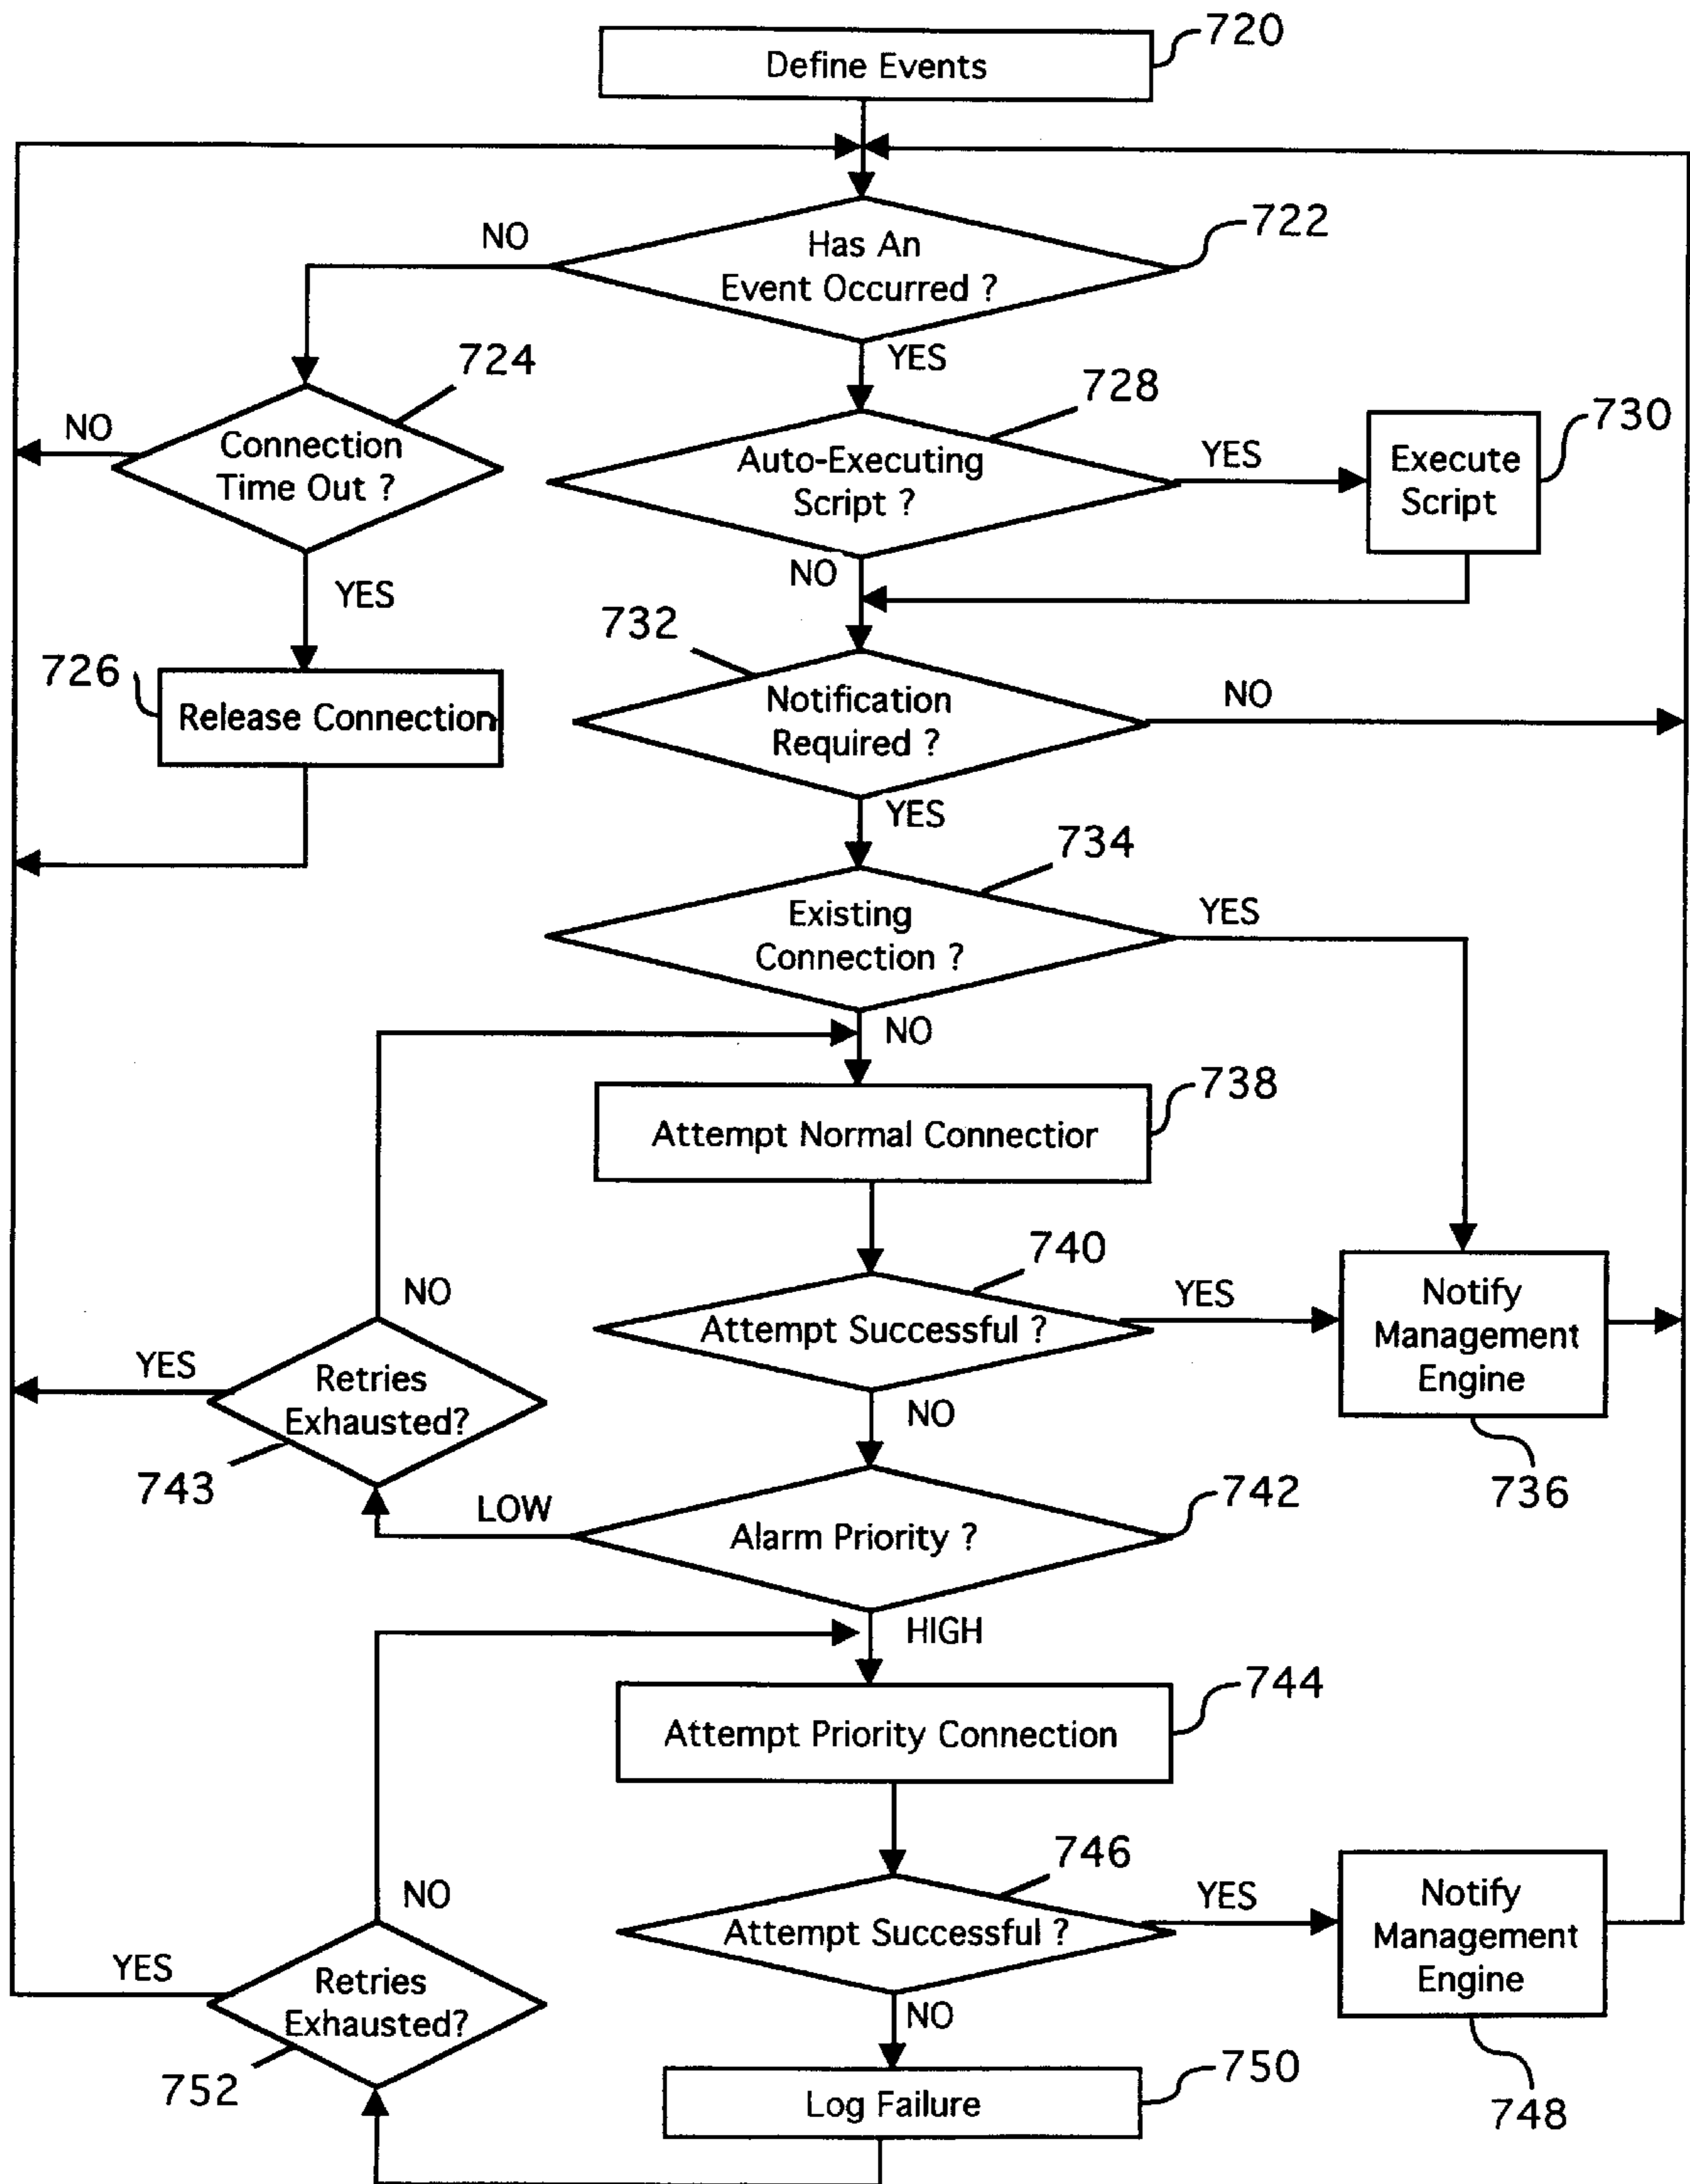 720
Define Events
NO
Has An
Event Occurred ?
722
YES
724
728
730
NO
Connection
Time Out ?
Auto-Executing
Script ?
YES
Execute
Script
NO
YES
732
726
Release Connection
Notification
Required ?
NO
YES
734
Existing
Connection ?
YES
NO
738
Attempt Normal Connectior
740
NO
Attempt Successful ?
YES
Notify
Management
Engine
YES
Retries
Exhausted?
NO
743
736
LOW
742
Alarm Priority ?
HIGH
744
Attempt Priority Connection
746
NO
Attempt Successful ?
YES
Notify
Management
Engine
YES
Retries
Exhausted?
NO
752
750
Log Failure
748